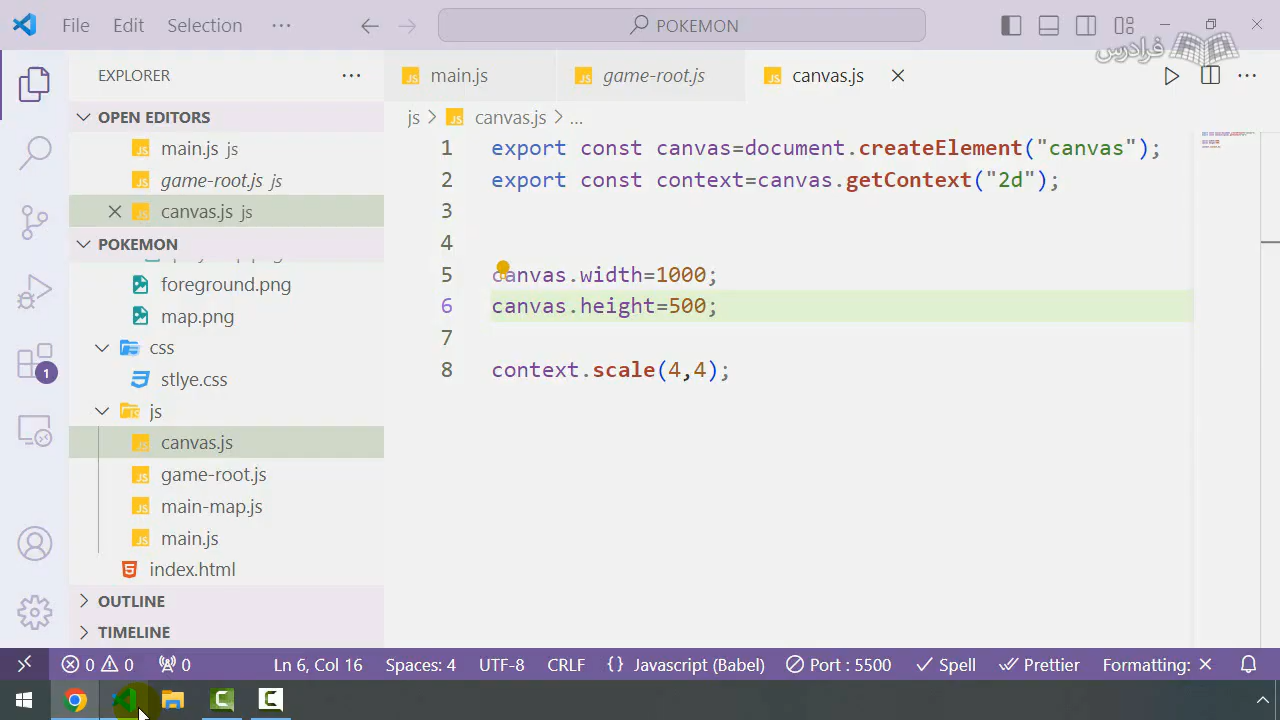 File Edit Selection ··· POKEMON
فرادرس
EXPLORER ···
main.js game-root.js canvas.js
OPEN EDITORS
main.js js
game-root.js js
canvas.js js
POKEMON
foreground.png
map.png
css
stlye.css
js
canvas.js
game-root.js
main-map.js
main.js
index.html
OUTLINE
TIMELINE
js > JS canvas.js > ...
1 export const canvas=document.createElement("canvas");
2 export const context=canvas.getContext("2d");
3
4
5 canvas.width=1000;
6 canvas.height=500;
7
8 context.scale(4,4);
0 0 0 Ln 6, Col 16 Spaces: 4 UTF-8 CRLF {} Javascript (Babel) Port : 5500 Spell Prettier Formatting: ×
1